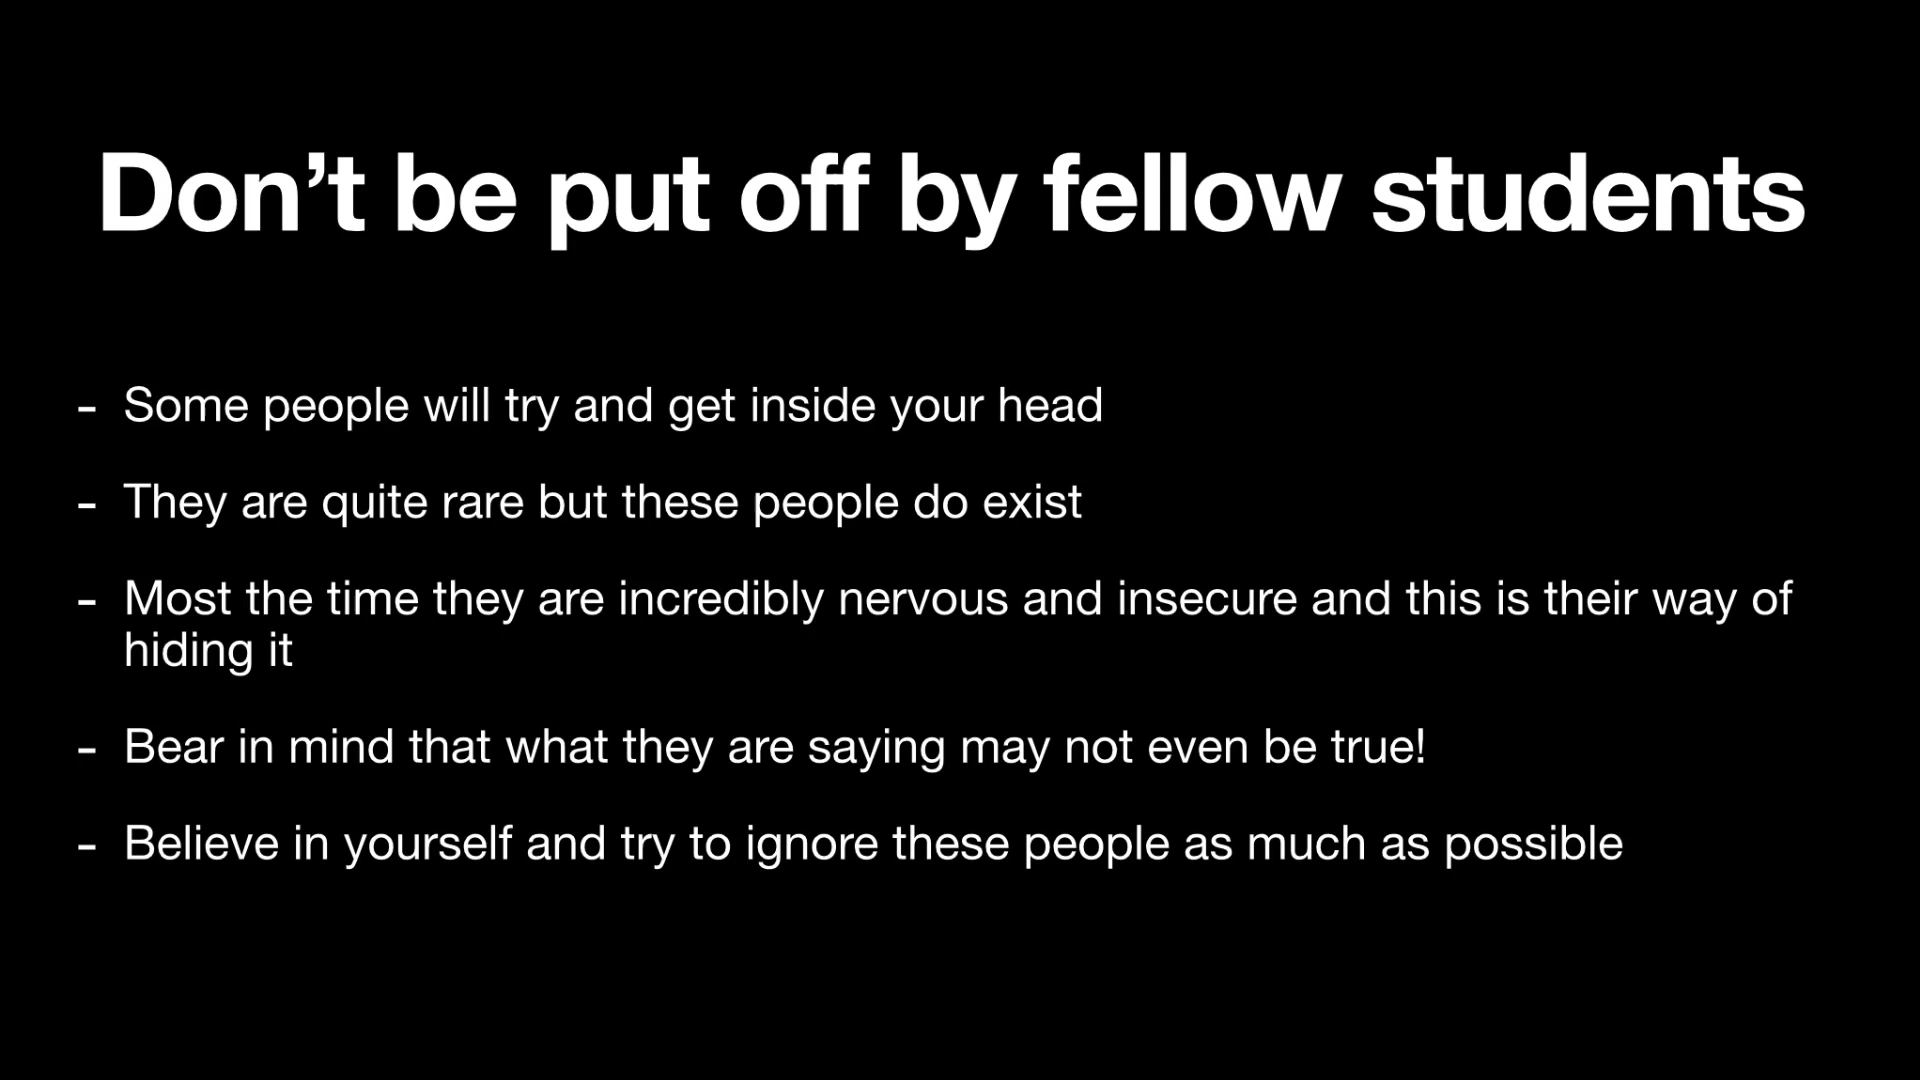 Don’t be put off by fellow students
- Some people will try and get inside your head
- They are quite rare but these people do exist
- Most the time they are incredibly nervous and insecure and this is their way of
hiding it
- Bear in mind that what they are saying may not even be true!
- Believe in yourself and try to ignore these people as much as possible